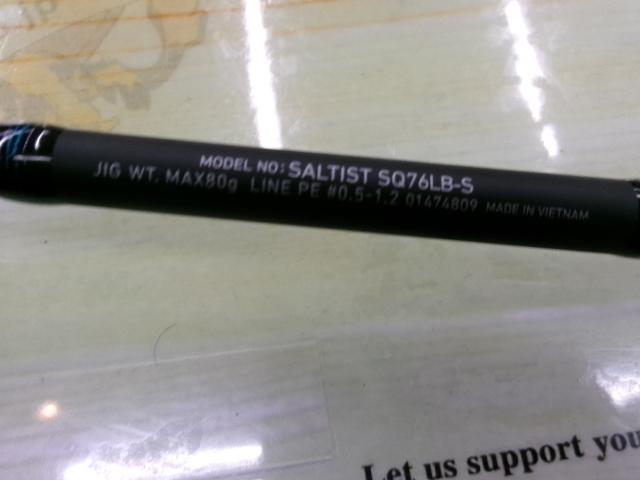 MODEL NO: SALTIST SQ76LB-S
JIG WT. MAX80g LINE PE #0.5-1.2 01474809 MADE IN VIETNAM
Let us support you